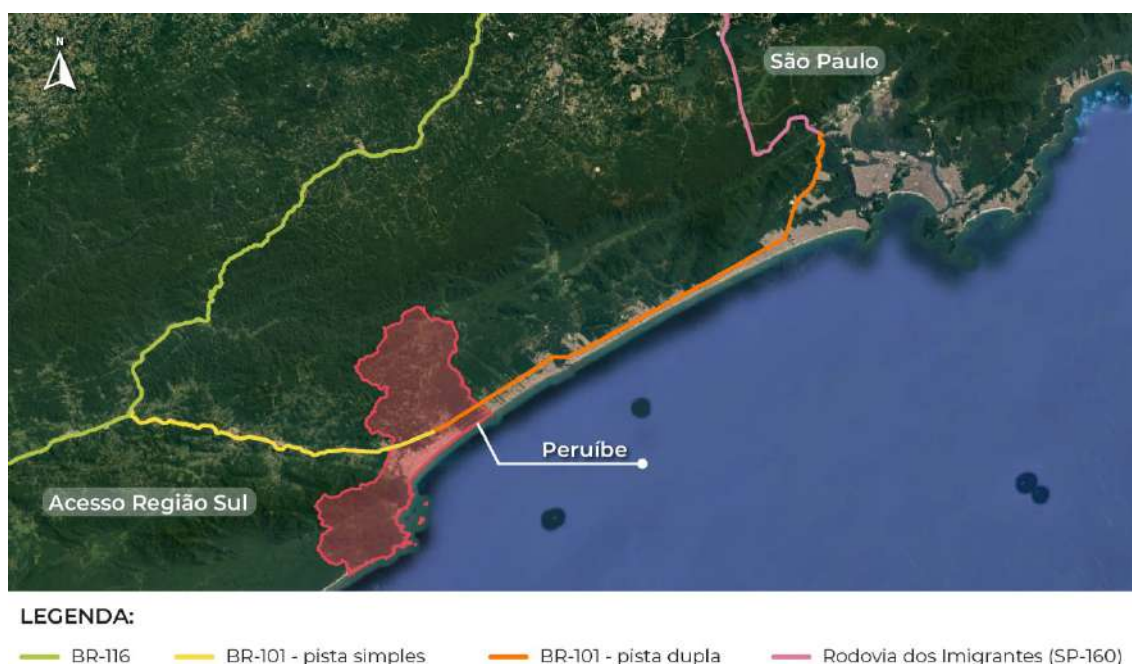 N
São Paulo
Peruíbe
Acesso Região Sul
LEGENDA:
BR-116
BR-101 - pista simples
BR-101 - pista dupla
Rodovia dos Imigrantes (SP-160)